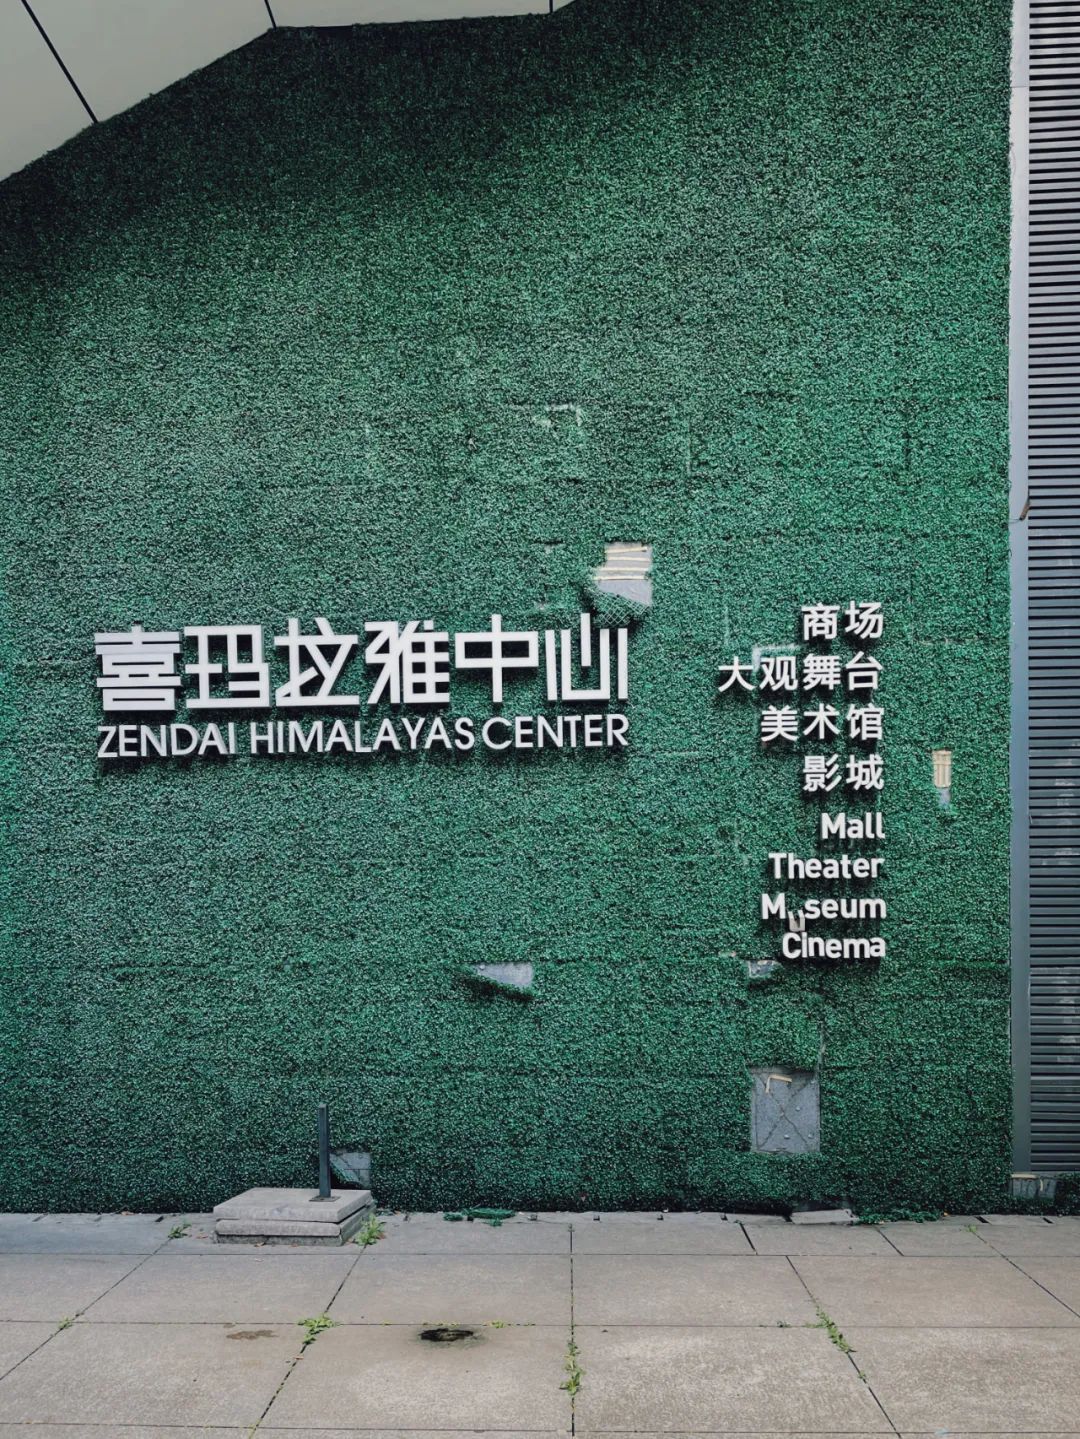 喜玛拉雅中心
ZENDAI HIMALAYAS CENTER
商场
大观舞台
美术馆
影城
Mall
Theater
Museum
Cinema